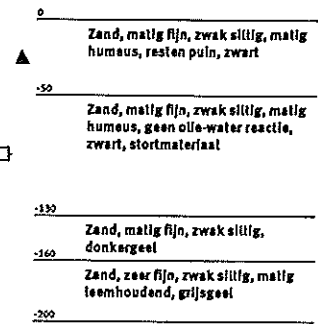 0
Zand, matig fijn, zwak siltig, matig
humeus, resten puin, zwart
-50
Zand, matig fijn, zwak siltig, matig
humeus, geen olie-water reactie,
zwart, stortmateriaal
-130
Zand, matig fijn, zwak siltig,
donkergeel
-160
Zand, zeer fijn, zwak siltig, matig
leemhoudend, grijsgeel
-200